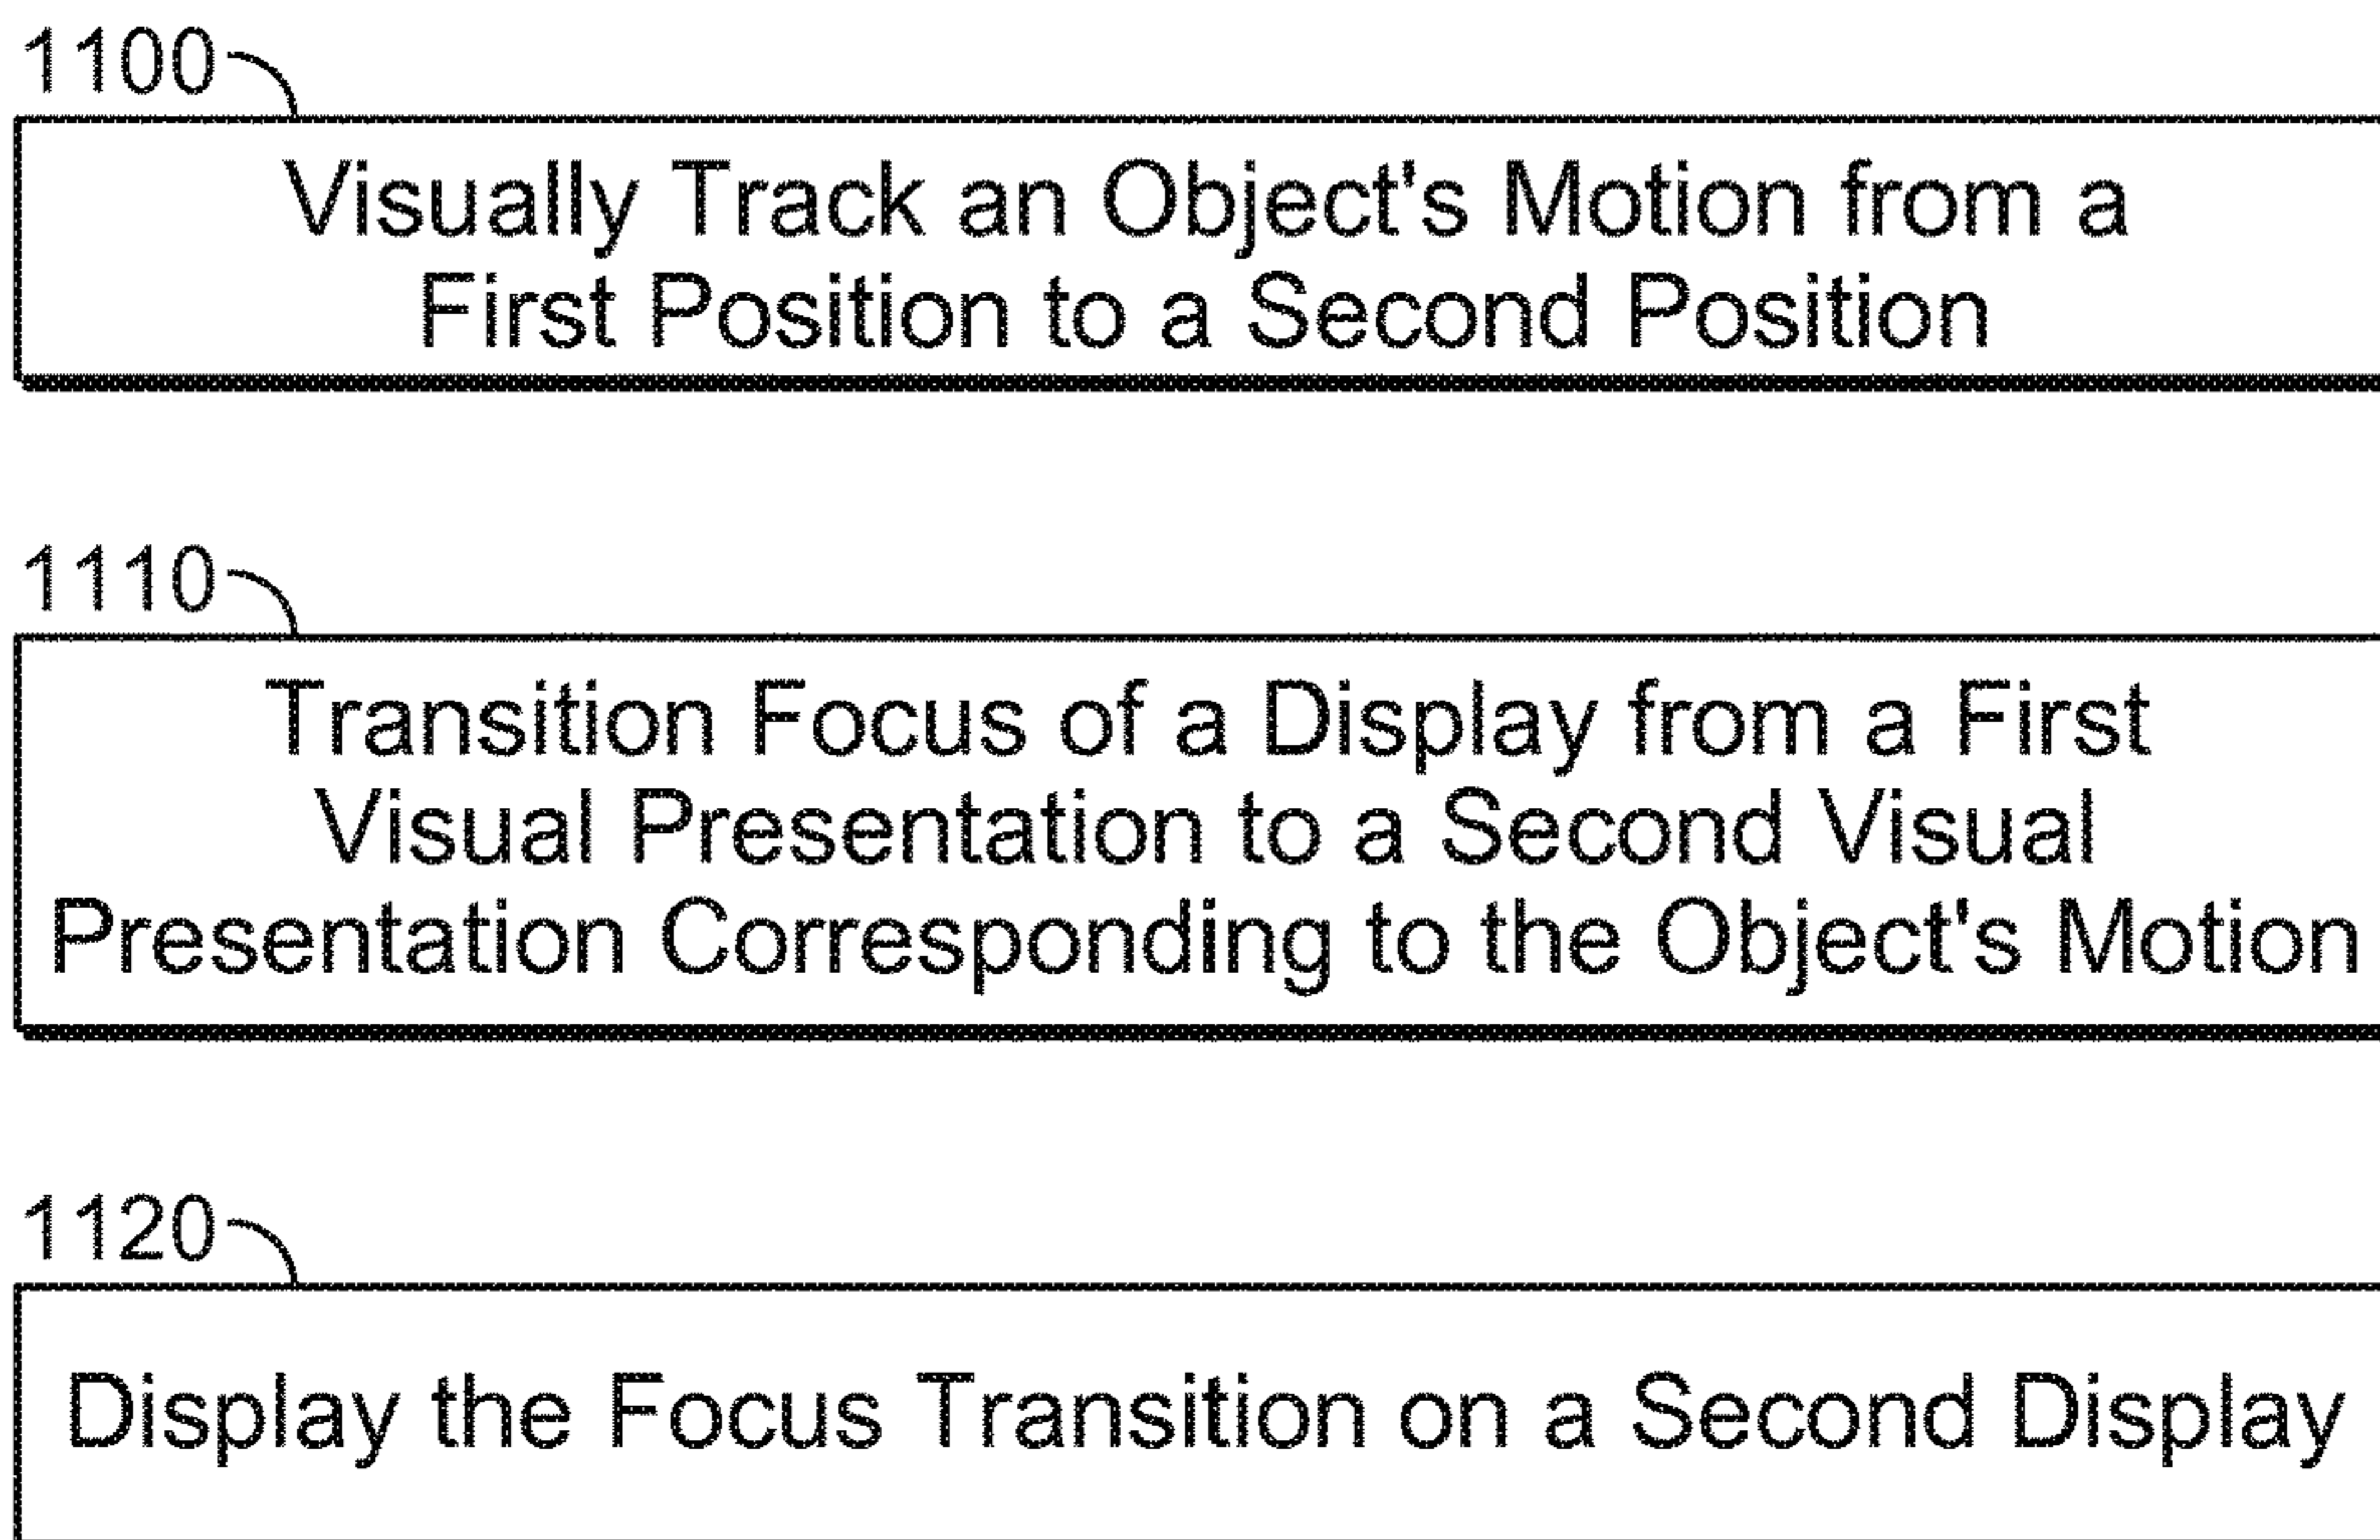 1100
Visually Track an Object's Motion from a
First Position to a Second Position
1110
Transition Focus of a Display from a First
Visual Presentation to a Second Visual
Presentation Corresponding to the Object's Motion
1120
Display the Focus Transition on a Second Display